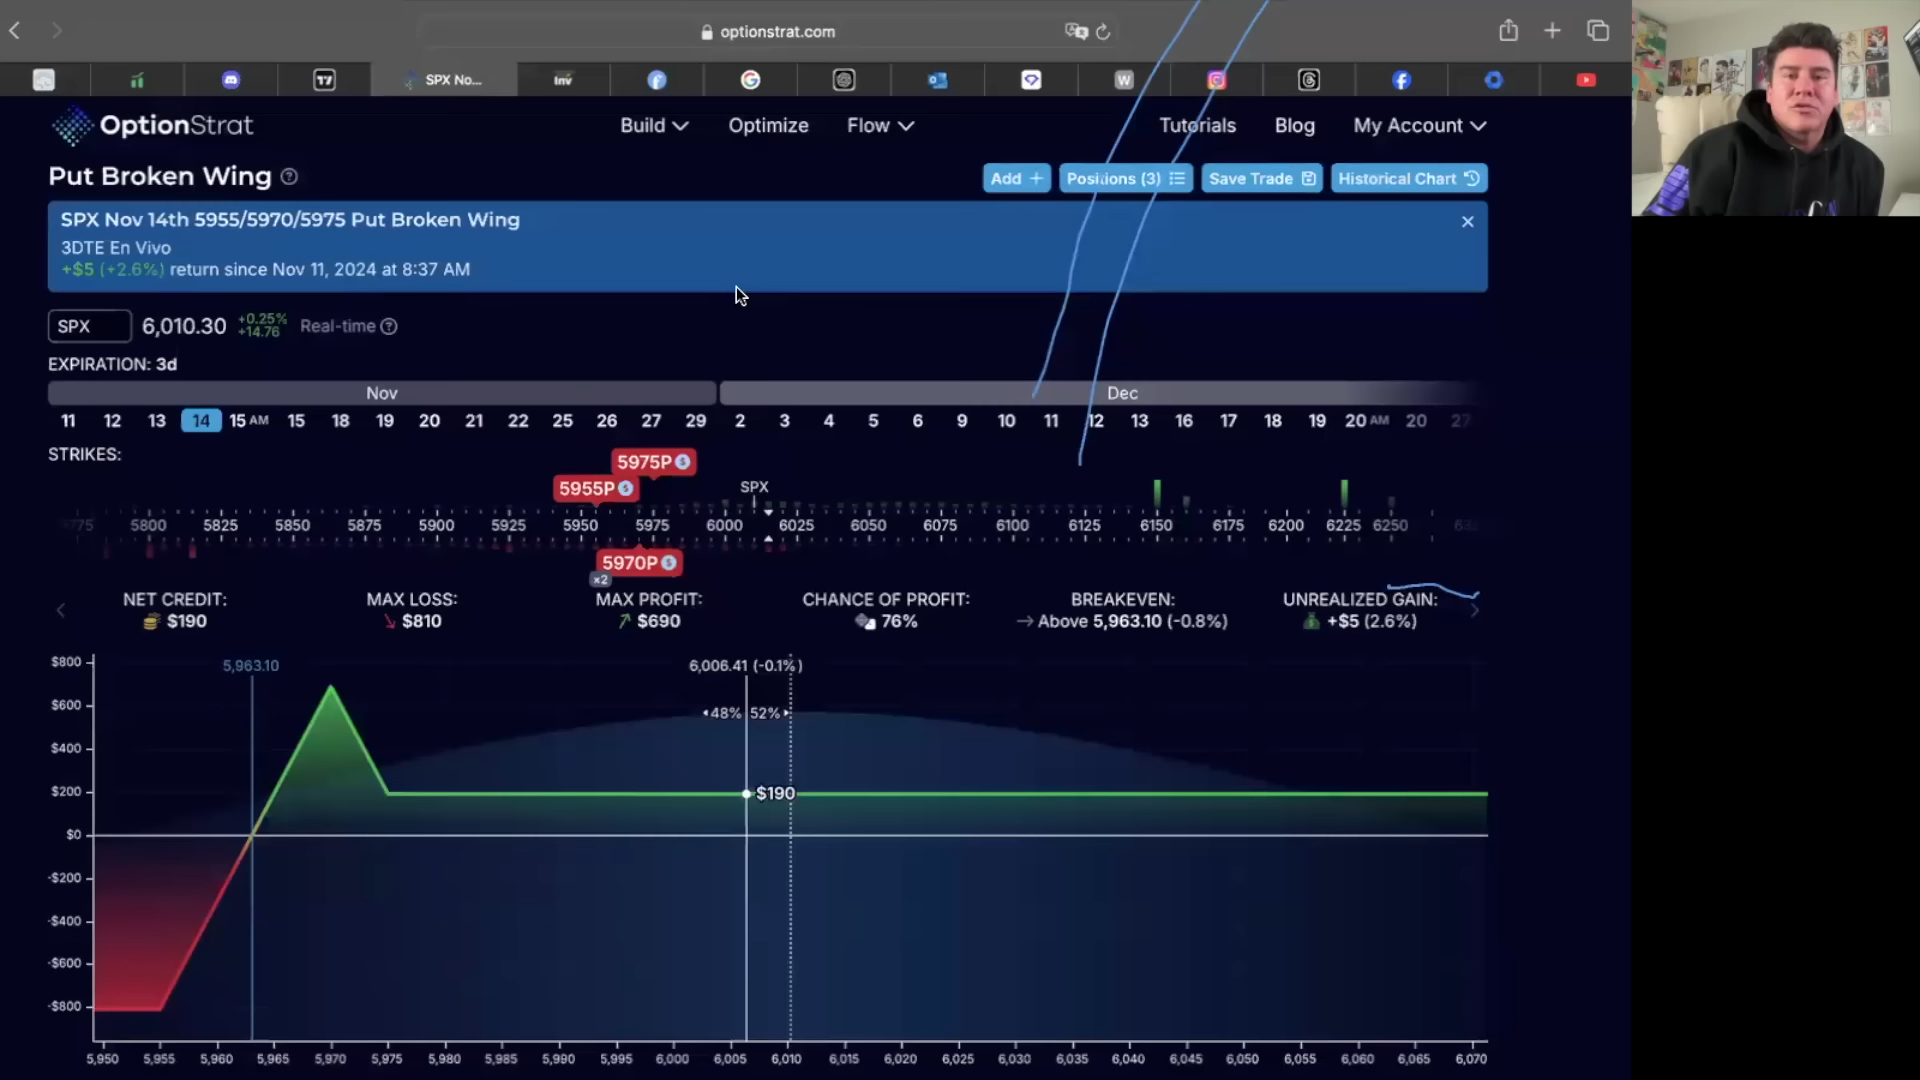 optionstrat.com
SPX No...
Inv
OptionStrat
Build
Optimize
Flow
Tutorials
Blog
My Account
Put Broken Wing
Add +
Positions (3)
Save Trade
Historical Chart
SPX Nov 14th 5955/5970/5975 Put Broken Wing
3DTE En Vivo
+$5 (+2.6%) return since Nov 11, 2024 at 8:37 AM
SPX
6,010.30
+0.25%
+14.76
Real-time
EXPIRATION: 3d
Nov
Dec
11 12 13 14 15 AM 15 18 19 20 21 22 25 26 27 29 2 3 4 5 6 9 10 11 12 13 16 17 18 19 20 AM 20 27
STRIKES:
5975P
5955P
SPX
5800 5825 5850 5875 5900 5925 5950 5975 6000 6025 6050 6075 6100 6125 6150 6175 6200 6225 6250
5970P
x2
NET CREDIT:
$190
MAX LOSS:
$810
MAX PROFIT:
$690
CHANCE OF PROFIT:
76%
BREAKEVEN:
Above 5,963.10 (-0.8%)
UNREALIZED GAIN:
+$5 (2.6%)
5,963.10
6,006.41 (-0.1%)
48% 52%
$190
$800
$600
$400
$200
$0
-$200
-$400
-$600
-$800
5,950 5,955 5,960 5,965 5,970 5,975 5,980 5,985 5,990 5,995 6,000 6,005 6,010 6,015 6,020 6,025 6,030 6,035 6,040 6,045 6,050 6,055 6,060 6,065 6,070